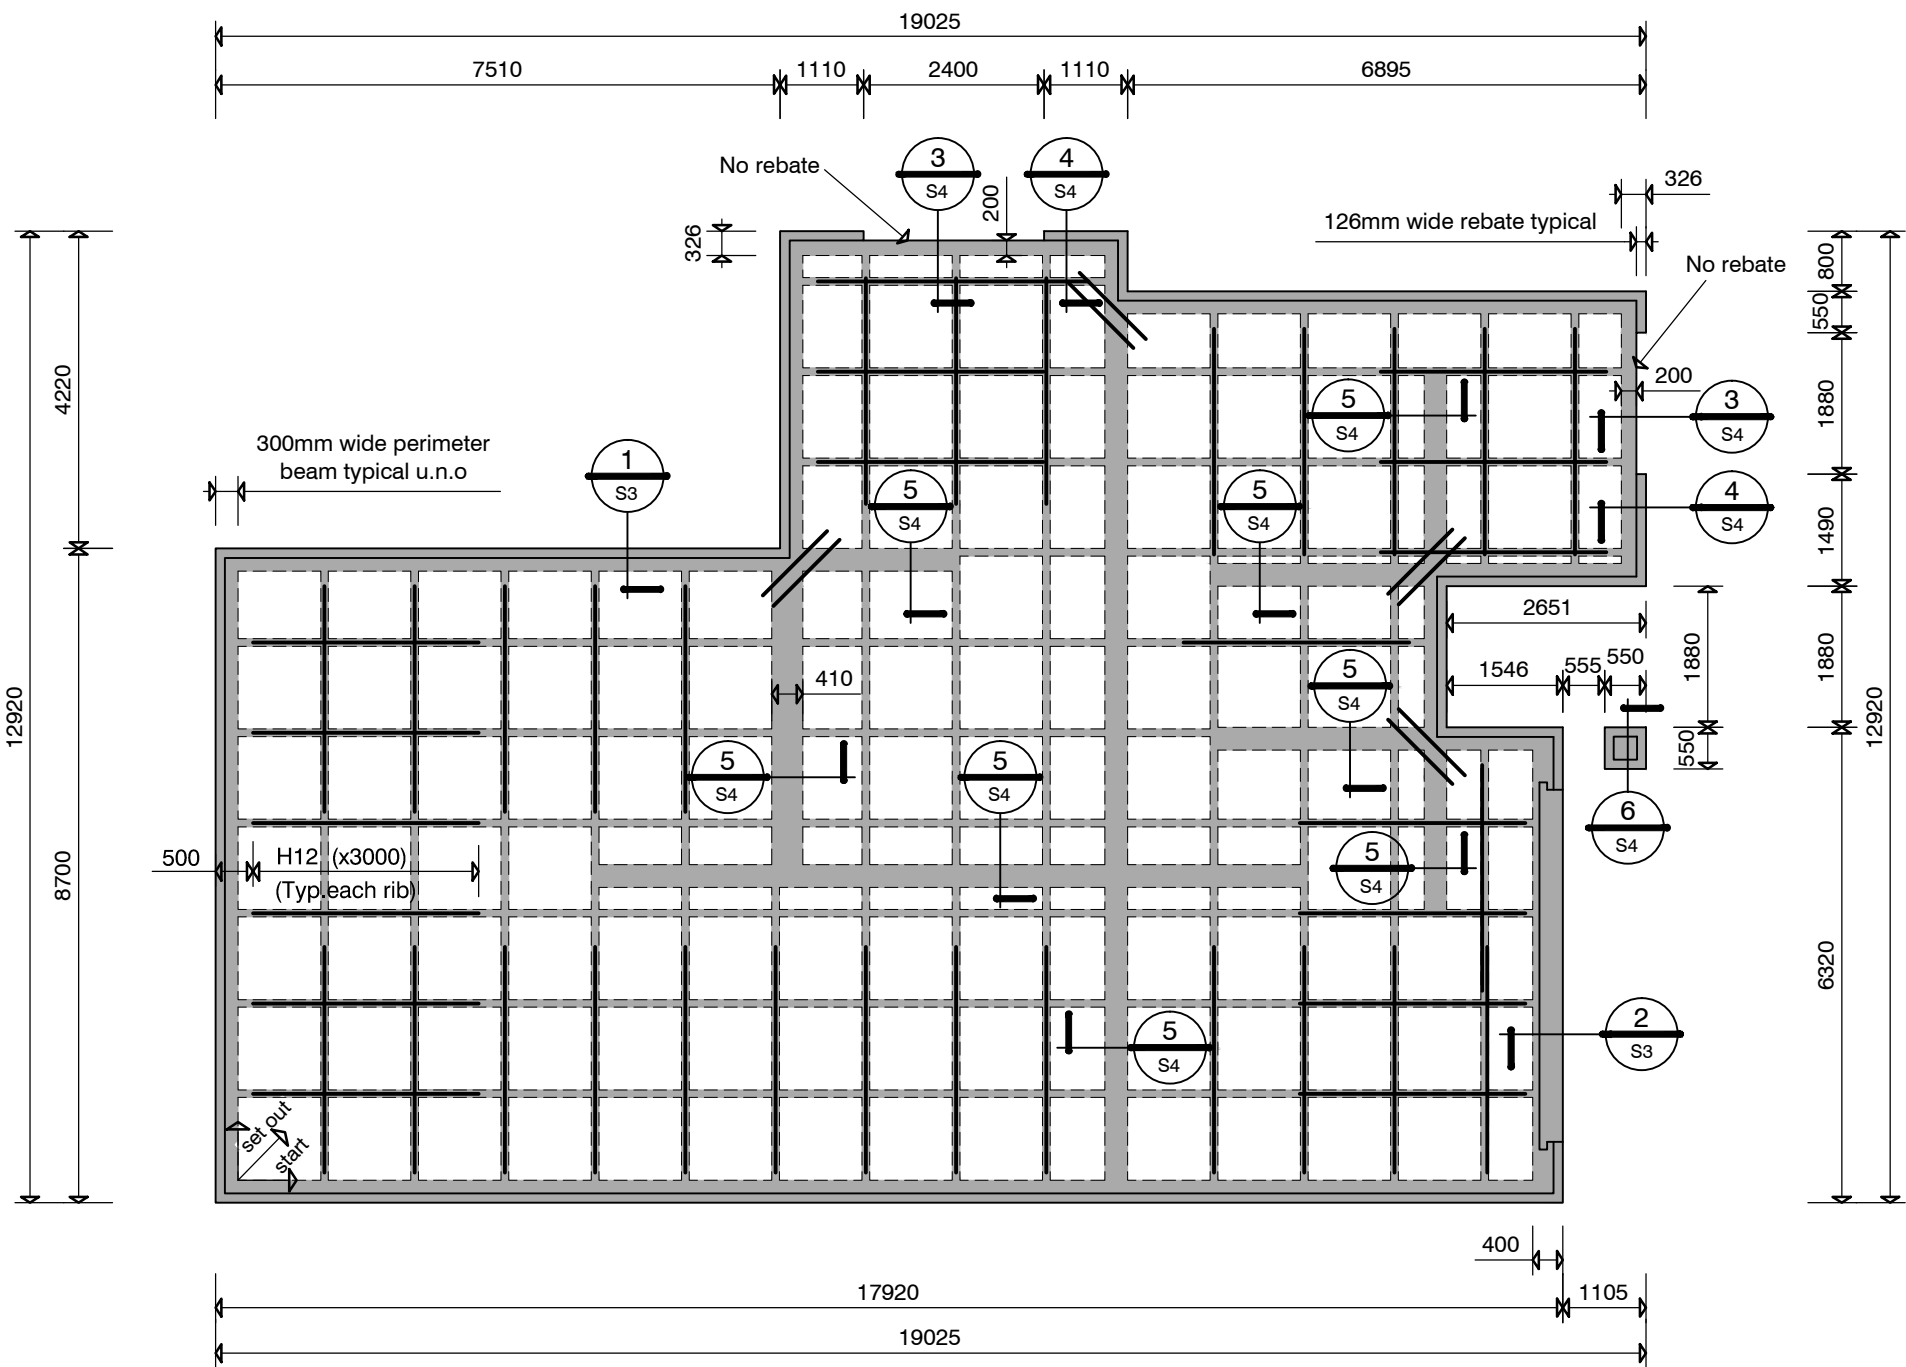 19025
7510
1110
2400
1110
6895
No rebate
3
S4
4
S4
200
326
126mm wide rebate typical
326
No rebate
800
550
4220
1880
200
5
S4
3
S4
300mm wide perimeter
beam typical u.n.o
1
S3
5
S4
5
S4
4
S4
1490
2651
1880
1880
1546
555
550
12920
12920
410
5
S4
550
5
S4
5
S4
6
S4
8700
500
H12 (x3000)
(Typ.each rib)
5
S4
6320
5
S4
2
S3
set out
start
400
17920
1105
19025